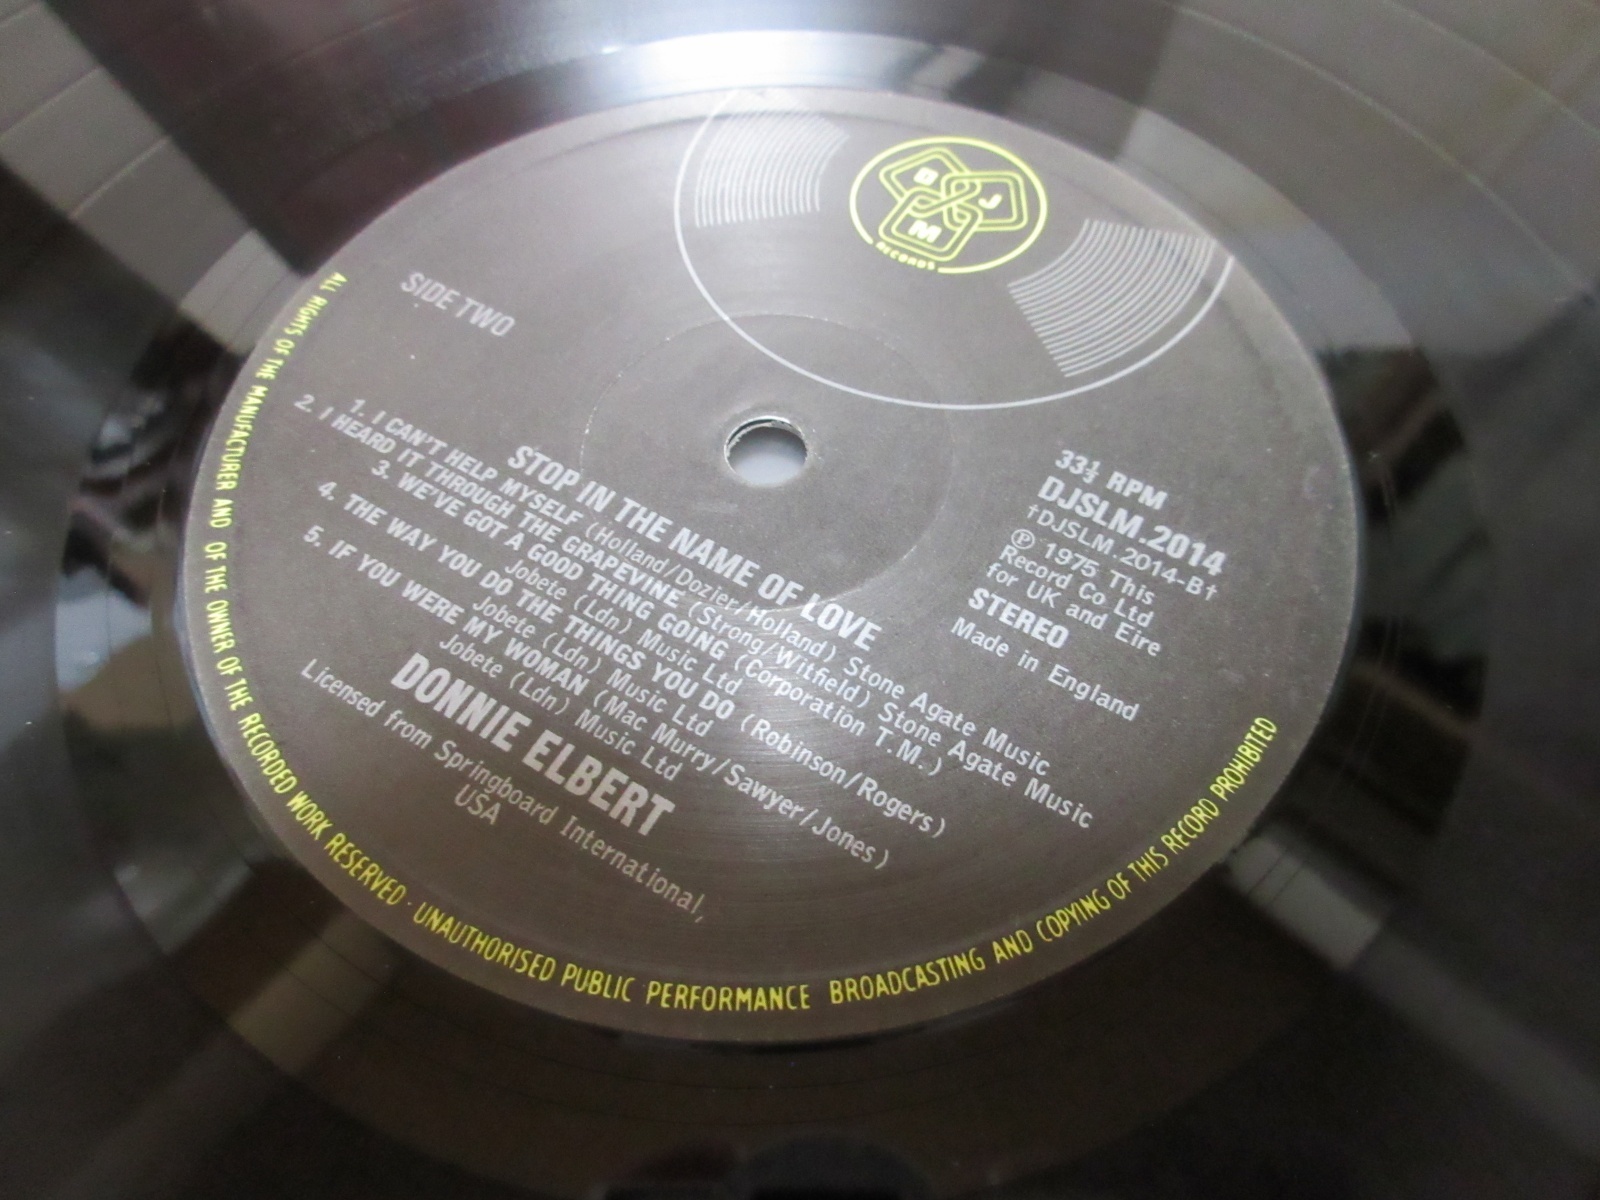 D J M
RECORDS
SIDE TWO
33⅓ RPM
DJSLM.2014
†DJSLM.2014-B†
Ⓟ 1975 This
Record Co Ltd
for UK and Eire
STEREO
Made in England
STOP IN THE NAME OF LOVE
1. I CAN'T HELP MYSELF (Holland/Dozier/Holland) Stone Agate Music
2. I HEARD IT THROUGH THE GRAPEVINE (Strong/Witfield) Stone Agate Music
3. WE'VE GOT A GOOD THING GOING (Corporation T.M.)
Jobete (Ldn) Music Ltd
4. THE WAY YOU DO THE THINGS YOU DO (Robinson/Rogers)
Jobete (Ldn) Music Ltd
5. IF YOU WERE MY WOMAN (Mac Murry/Sawyer/Jones)
Jobete (Ldn) Music Ltd
DONNIE ELBERT
Licensed from Springboard International,
USA
ALL RIGHTS OF THE MANUFACTURER AND OF THE OWNER OF THE RECORDED WORK RESERVED · UNAUTHORISED PUBLIC PERFORMANCE BROADCASTING AND COPYING OF THIS RECORD PROHIBITED